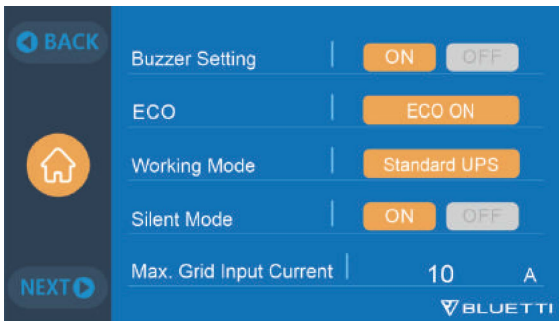 BACK
Buzzer Setting ON OFF
ECO ECO ON
Working Mode Standard UPS
Silent Mode ON OFF
Max. Grid Input Current 10 A
NEXT
BLUETTI